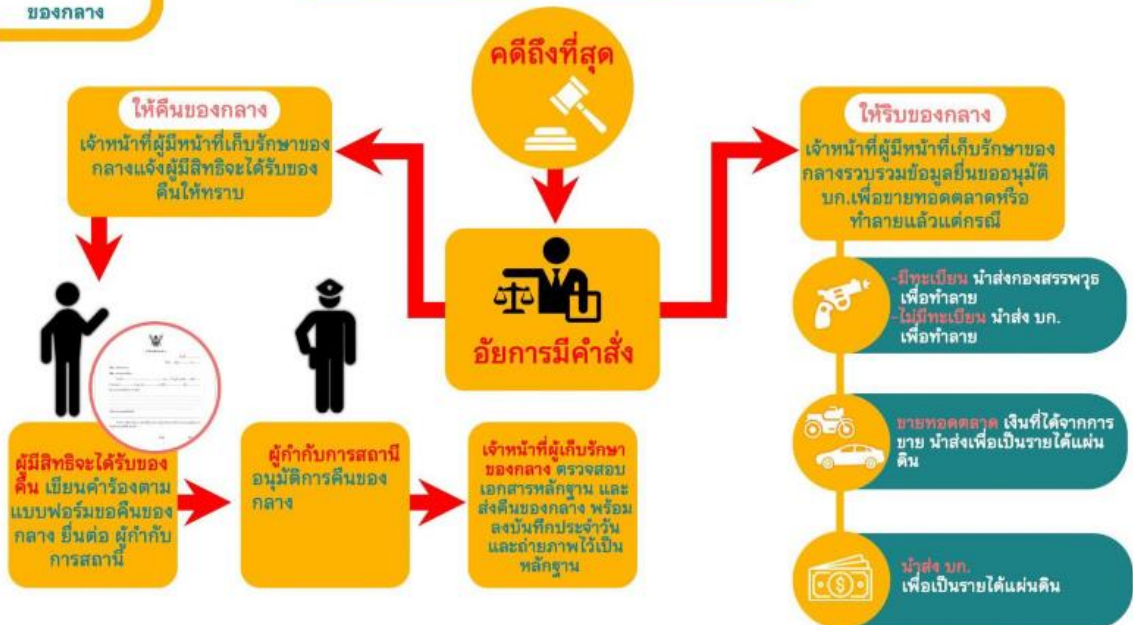 ของกลาง
คดีถึงที่สุด
ให้คืนของกลาง
เจ้าหน้าที่ผู้มีหน้าที่เก็บรักษาของ
กลางแจ้งผู้มีสิทธิจะได้รับของ
คืนให้ทราบ
ให้ริบของกลาง
เจ้าหน้าที่ผู้มีหน้าที่เก็บรักษาของ
กลางรวบรวมข้อมูลยื่นขออนุมัติ
บก.เพื่อขายทอดตลาดหรือ
ทำลายแล้วแต่กรณี
อัยการมีคำสั่ง
-มีทะเบียน นำส่งกองสรรพวุธ
เพื่อทำลาย
-ไม่มีทะเบียน นำส่ง บก.
เพื่อทำลาย
ขายทอดตลาด เงินที่ได้จากการ
ขาย นำส่งเพื่อเป็นรายได้แผ่น
ดิน
นำส่ง บก.
เพื่อเป็นรายได้แผ่นดิน
ผู้มีสิทธิจะได้รับของ
คืน เขียนคำร้องตาม
แบบฟอร์มขอคืนของ
กลาง ยื่นต่อ ผู้กำกับ
การสถานี
ผู้กำกับการสถานี
อนุมัติการคืนของ
กลาง
เจ้าหน้าที่ผู้เก็บรักษา
ของกลาง ตรวจสอบ
เอกสารหลักฐาน และ
ส่งคืนของกลาง พร้อม
ลงบันทึกประจำวัน
และถ่ายภาพไว้เป็น
หลักฐาน